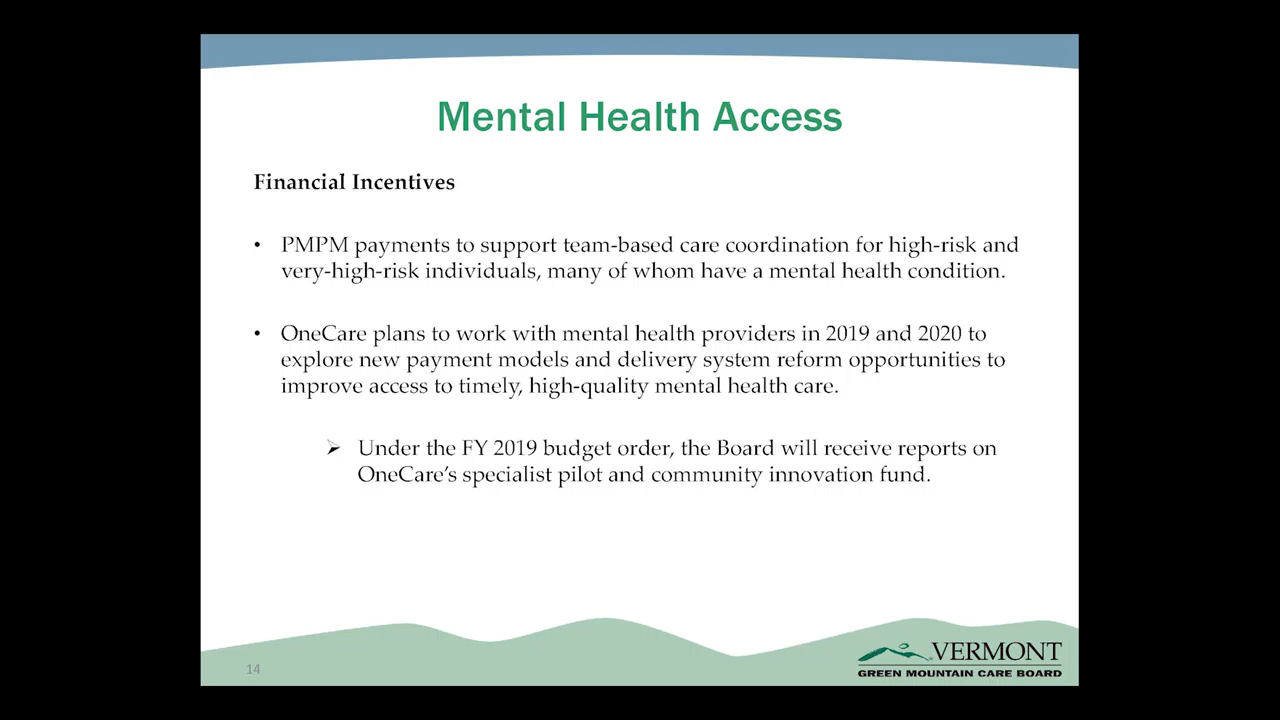 Mental Health Access
Financial Incentives
• PMPM payments to support team-based care coordination for high-risk and
very-high-risk individuals, many of whom have a mental health condition.
• OneCare plans to work with mental health providers in 2019 and 2020 to
explore new payment models and delivery system reform opportunities to
improve access to timely, high-quality mental health care.
➢ Under the FY 2019 budget order, the Board will receive reports on
OneCare’s specialist pilot and community innovation fund.
14
VERMONT
GREEN MOUNTAIN CARE BOARD